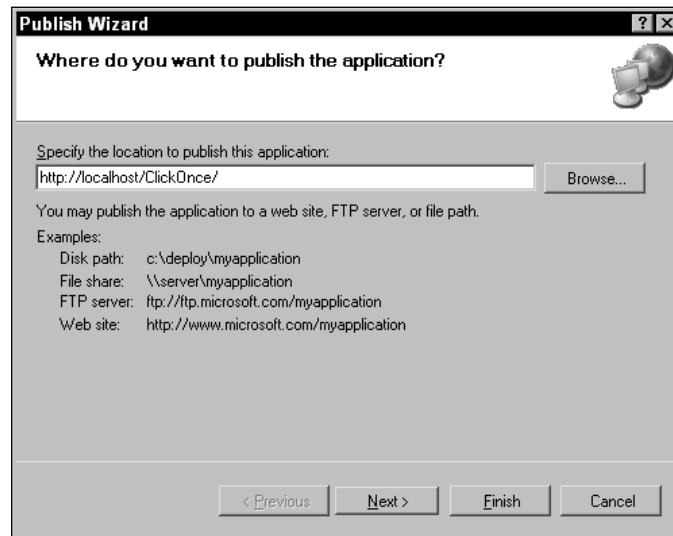 Publish Wizard
Where do you want to publish the application?
Specify the location to publish this application:
http://localhost/ClickOnce/
Browse...
You may publish the application to a web site, FTP server, or file path.
Examples:
Disk path: c:\deploy\myapplication
File share: \\server\myapplication
FTP server: ftp://ftp.microsoft.com/myapplication
Web site: http://www.microsoft.com/myapplication
< Previous Next > Finish Cancel